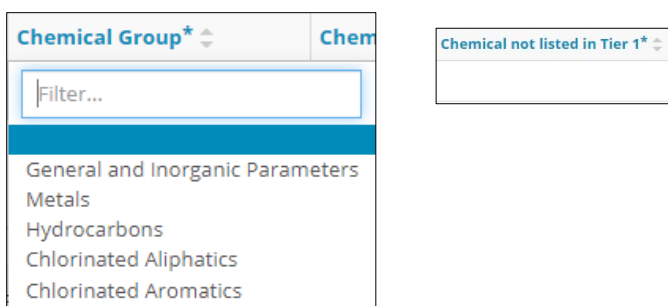 Chemical Group*
Chem
Filter...
General and Inorganic Parameters
Metals
Hydrocarbons
Chlorinated Aliphatics
Chlorinated Aromatics
Chemical not listed in Tier 1*